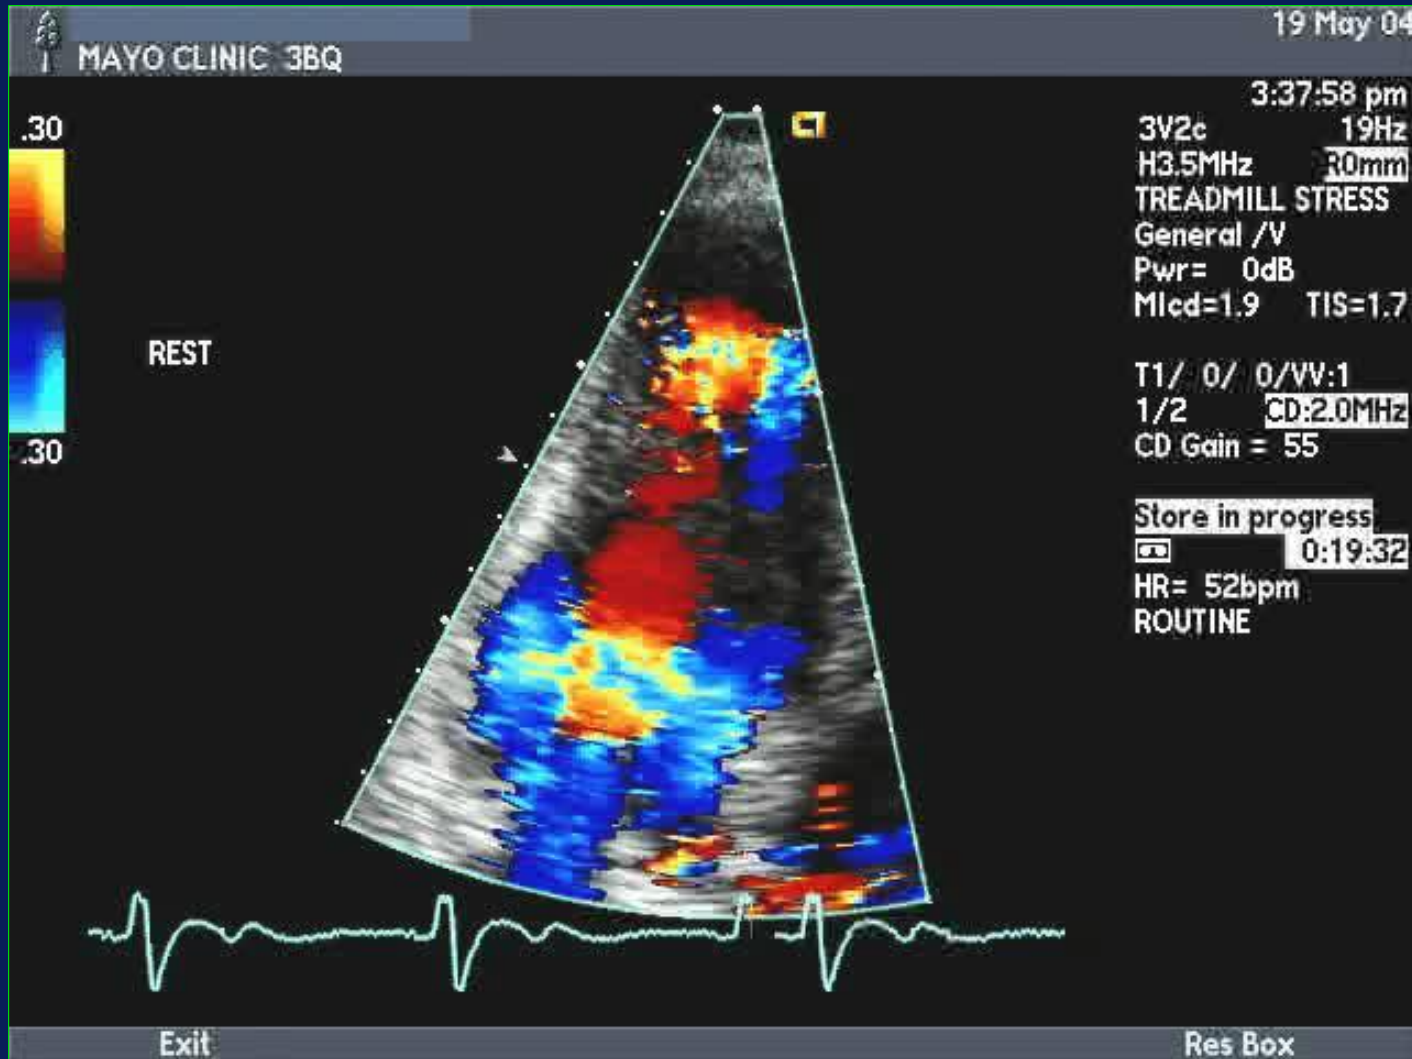 19 May 04
MAYO CLINIC 3BQ
3:37:58 pm
.30
3V2c 19Hz
H3.5MHz R0mm
TREADMILL STRESS
General /V
Pwr= 0dB
MIcd=1.9 TIS=1.7
REST
T1/ 0/ 0/VV:1
1/2 CD:2.0MHz
.30
CD Gain = 55
Store in progress
0:19:32
HR= 52bpm
ROUTINE
Exit Res Box